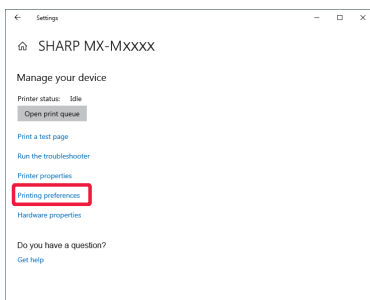 Settings
SHARP MX-Mxxxx
Manage your device
Printer status: Idle
Open print queue
Print a test page
Run the troubleshooter
Printer properties
Printing preferences
Hardware properties
Do you have a question?
Get help